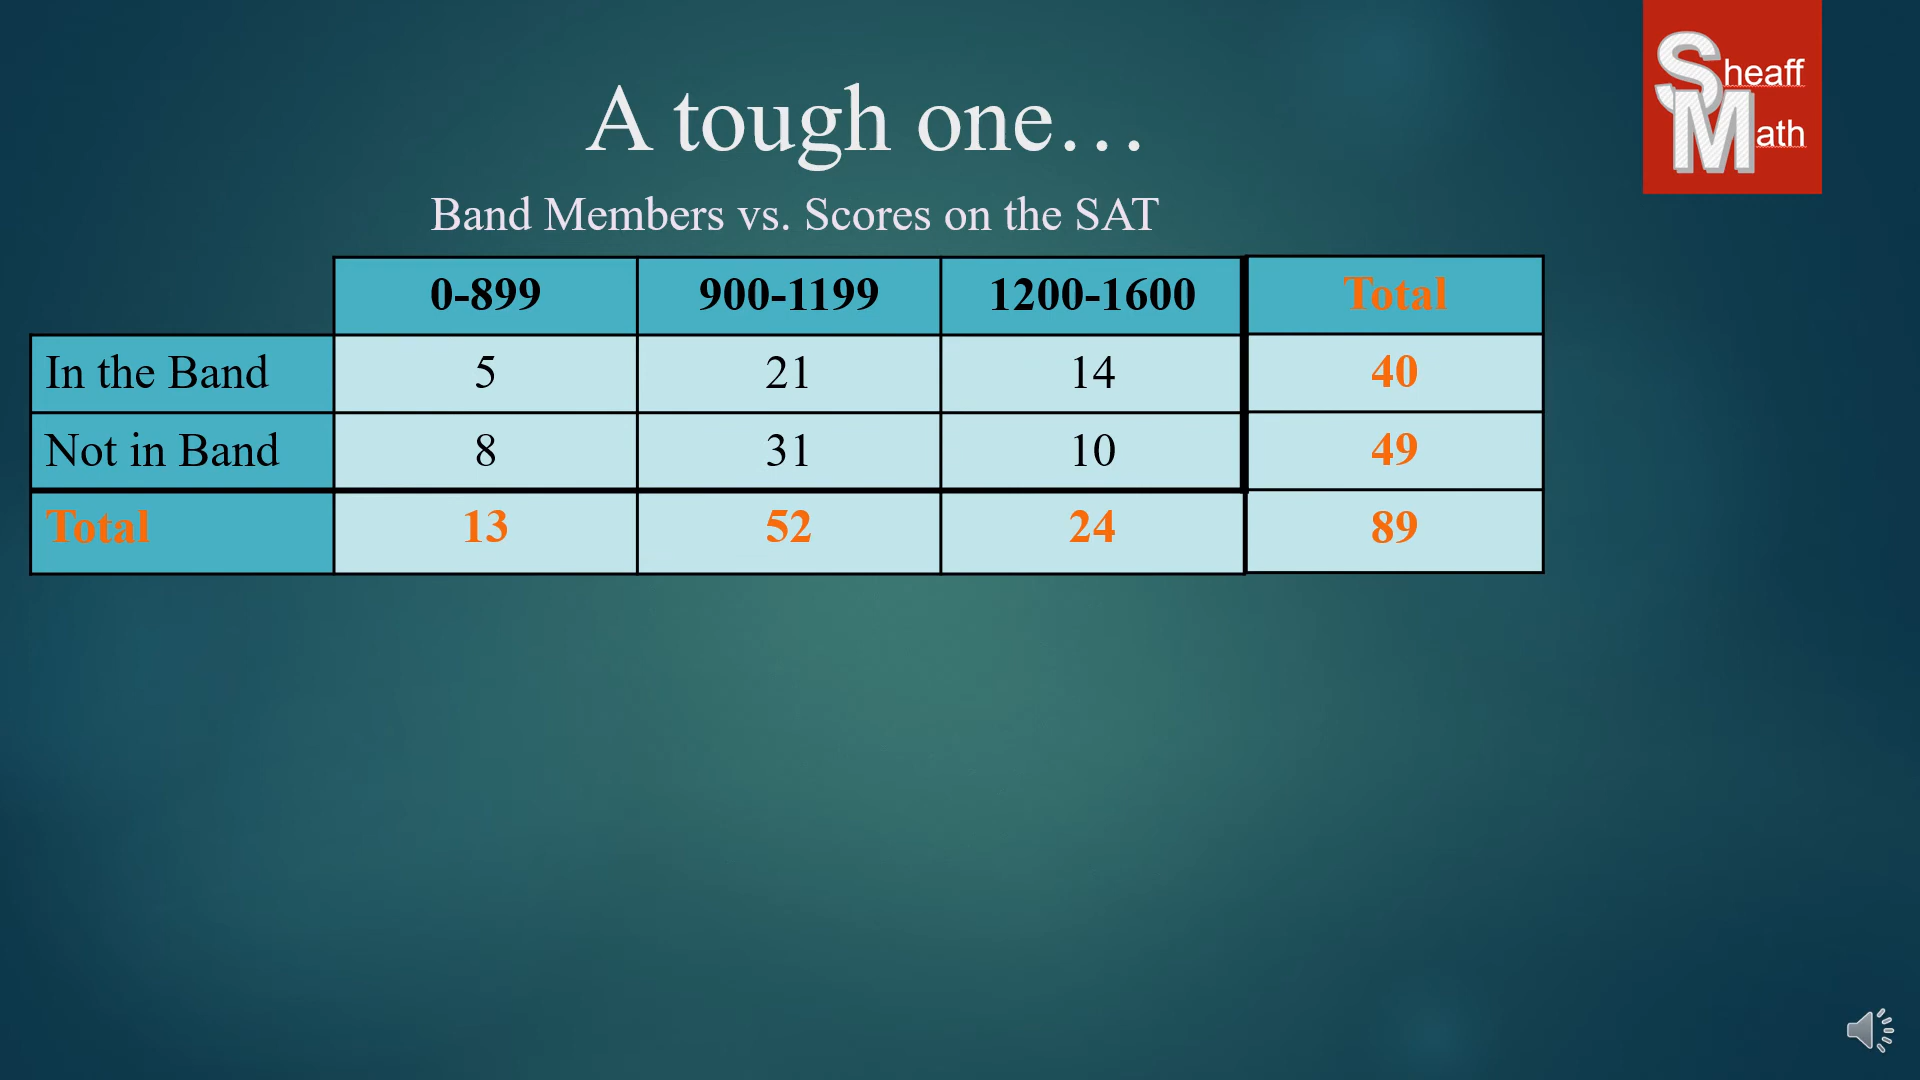 Sheaff
Math
A tough one…
Band Members vs. Scores on the SAT
0-899 900-1199 1200-1600 Total
In the Band 5 21 14 40
Not in Band 8 31 10 49
Total 13 52 24 89